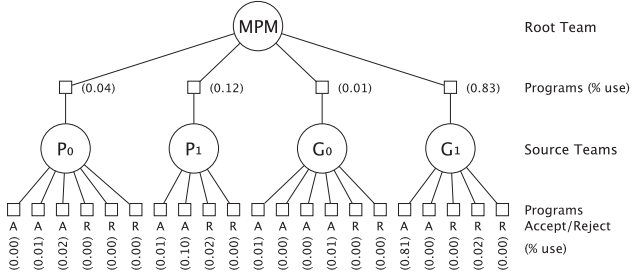 MPM
Root Team
(0.04)
(0.12)
(0.01)
(0.83)
Programs (% use)
P0
P1
G0
G1
Source Teams
Programs
A A A R R R A A R R A A A A R R A A R R R
Accept/Reject
(0.00) (0.01) (0.02) (0.00) (0.00) (0.00) (0.01) (0.10) (0.02) (0.00) (0.01) (0.00) (0.00) (0.01) (0.00) (0.00) (0.81) (0.00) (0.00) (0.02) (0.00)
(% use)